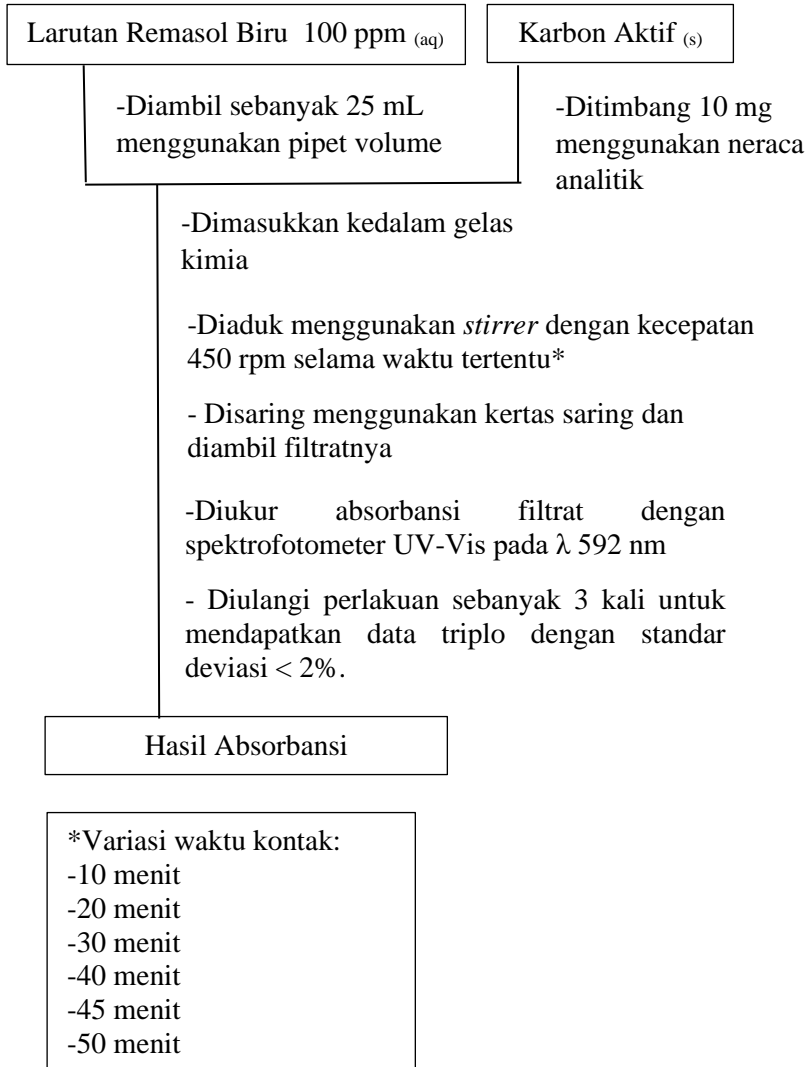 Larutan Remasol Biru 100 ppm (aq)
Karbon Aktif (s)
-Diambil sebanyak 25 mL
menggunakan pipet volume
-Ditimbang 10 mg
menggunakan neraca
analitik
-Dimasukkan kedalam gelas
kimia
-Diaduk menggunakan stirrer dengan kecepatan
450 rpm selama waktu tertentu*
- Disaring menggunakan kertas saring dan
diambil filtratnya
-Diukur absorbansi filtrat dengan
spektrofotometer UV-Vis pada λ 592 nm
- Diulangi perlakuan sebanyak 3 kali untuk
mendapatkan data triplo dengan standar
deviasi < 2%.
Hasil Absorbansi
*Variasi waktu kontak:
-10 menit
-20 menit
-30 menit
-40 menit
-45 menit
-50 menit